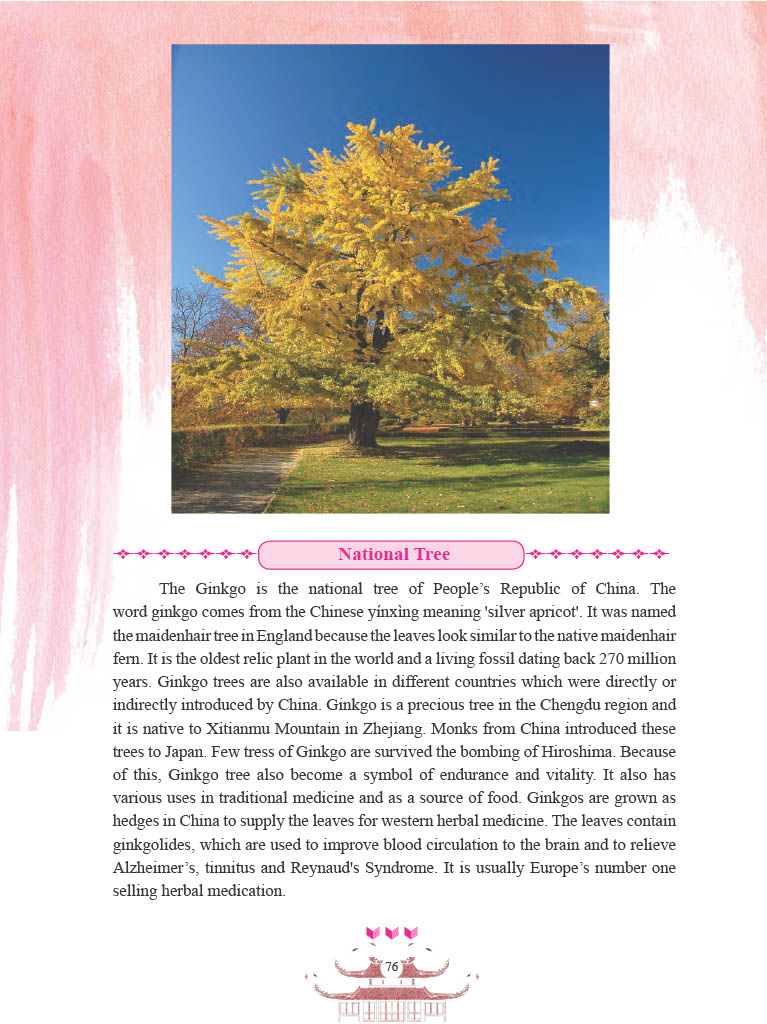 National Tree
The Ginkgo is the national tree of People’s Republic of China. The
word ginkgo comes from the Chinese yínxìng meaning 'silver apricot'. It was named
the maidenhair tree in England because the leaves look similar to the native maidenhair
fern. It is the oldest relic plant in the world and a living fossil dating back 270 million
years. Ginkgo trees are also available in different countries which were directly or
indirectly introduced by China. Ginkgo is a precious tree in the Chengdu region and
it is native to Xitianmu Mountain in Zhejiang. Monks from China introduced these
trees to Japan. Few tress of Ginkgo are survived the bombing of Hiroshima. Because
of this, Ginkgo tree also become a symbol of endurance and vitality. It also has
various uses in traditional medicine and as a source of food. Ginkgos are grown as
hedges in China to supply the leaves for western herbal medicine. The leaves contain
ginkgolides, which are used to improve blood circulation to the brain and to relieve
Alzheimer’s, tinnitus and Reynaud's Syndrome. It is usually Europe’s number one
selling herbal medication.
76